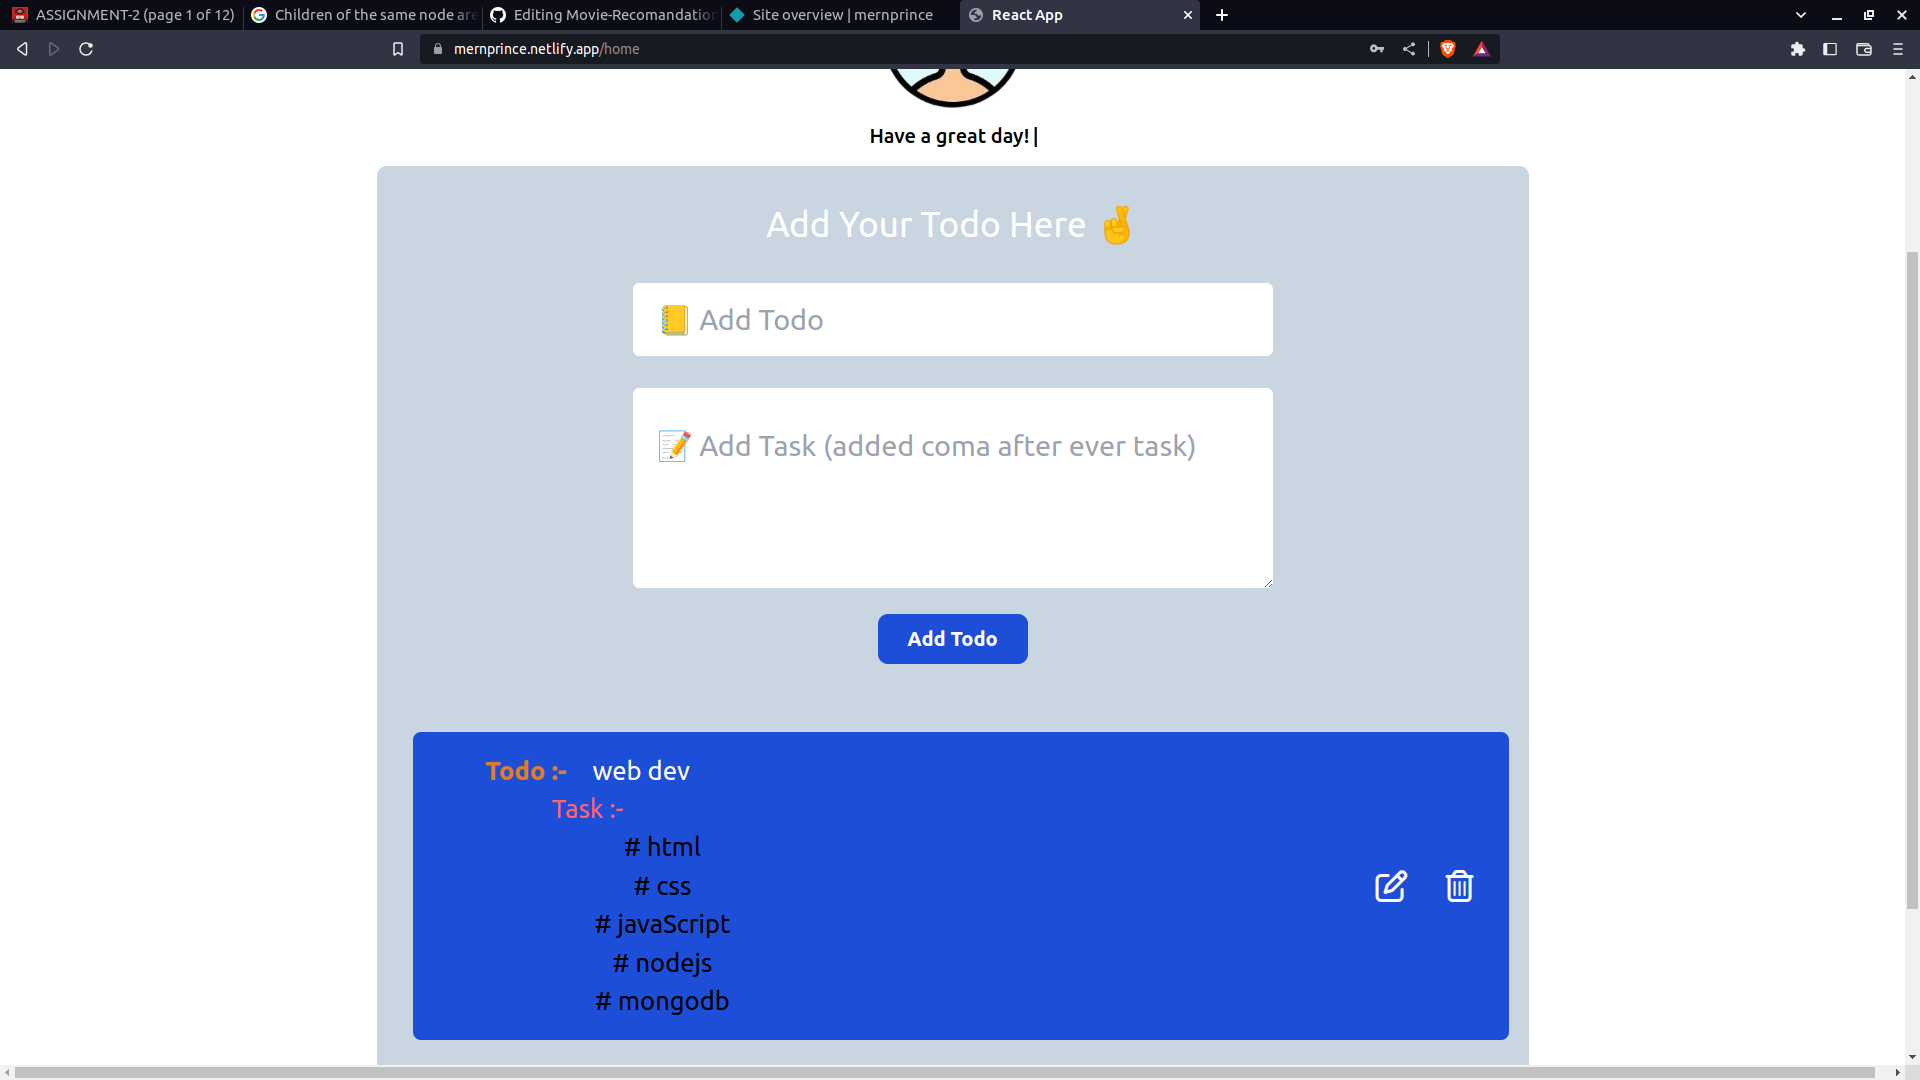 ASSIGNMENT-2 (page 1 of 12)
Children of the same node are
Editing Movie-Recomandation
Site overview | mernprince
React App
mernprince.netlify.app/home
Have a great day! |
Add Your Todo Here 🤞
📒 Add Todo
📝 Add Task (added coma after ever task)
Add Todo
Todo :- web dev
Task :-
# html
# css
# javaScript
# nodejs
# mongodb